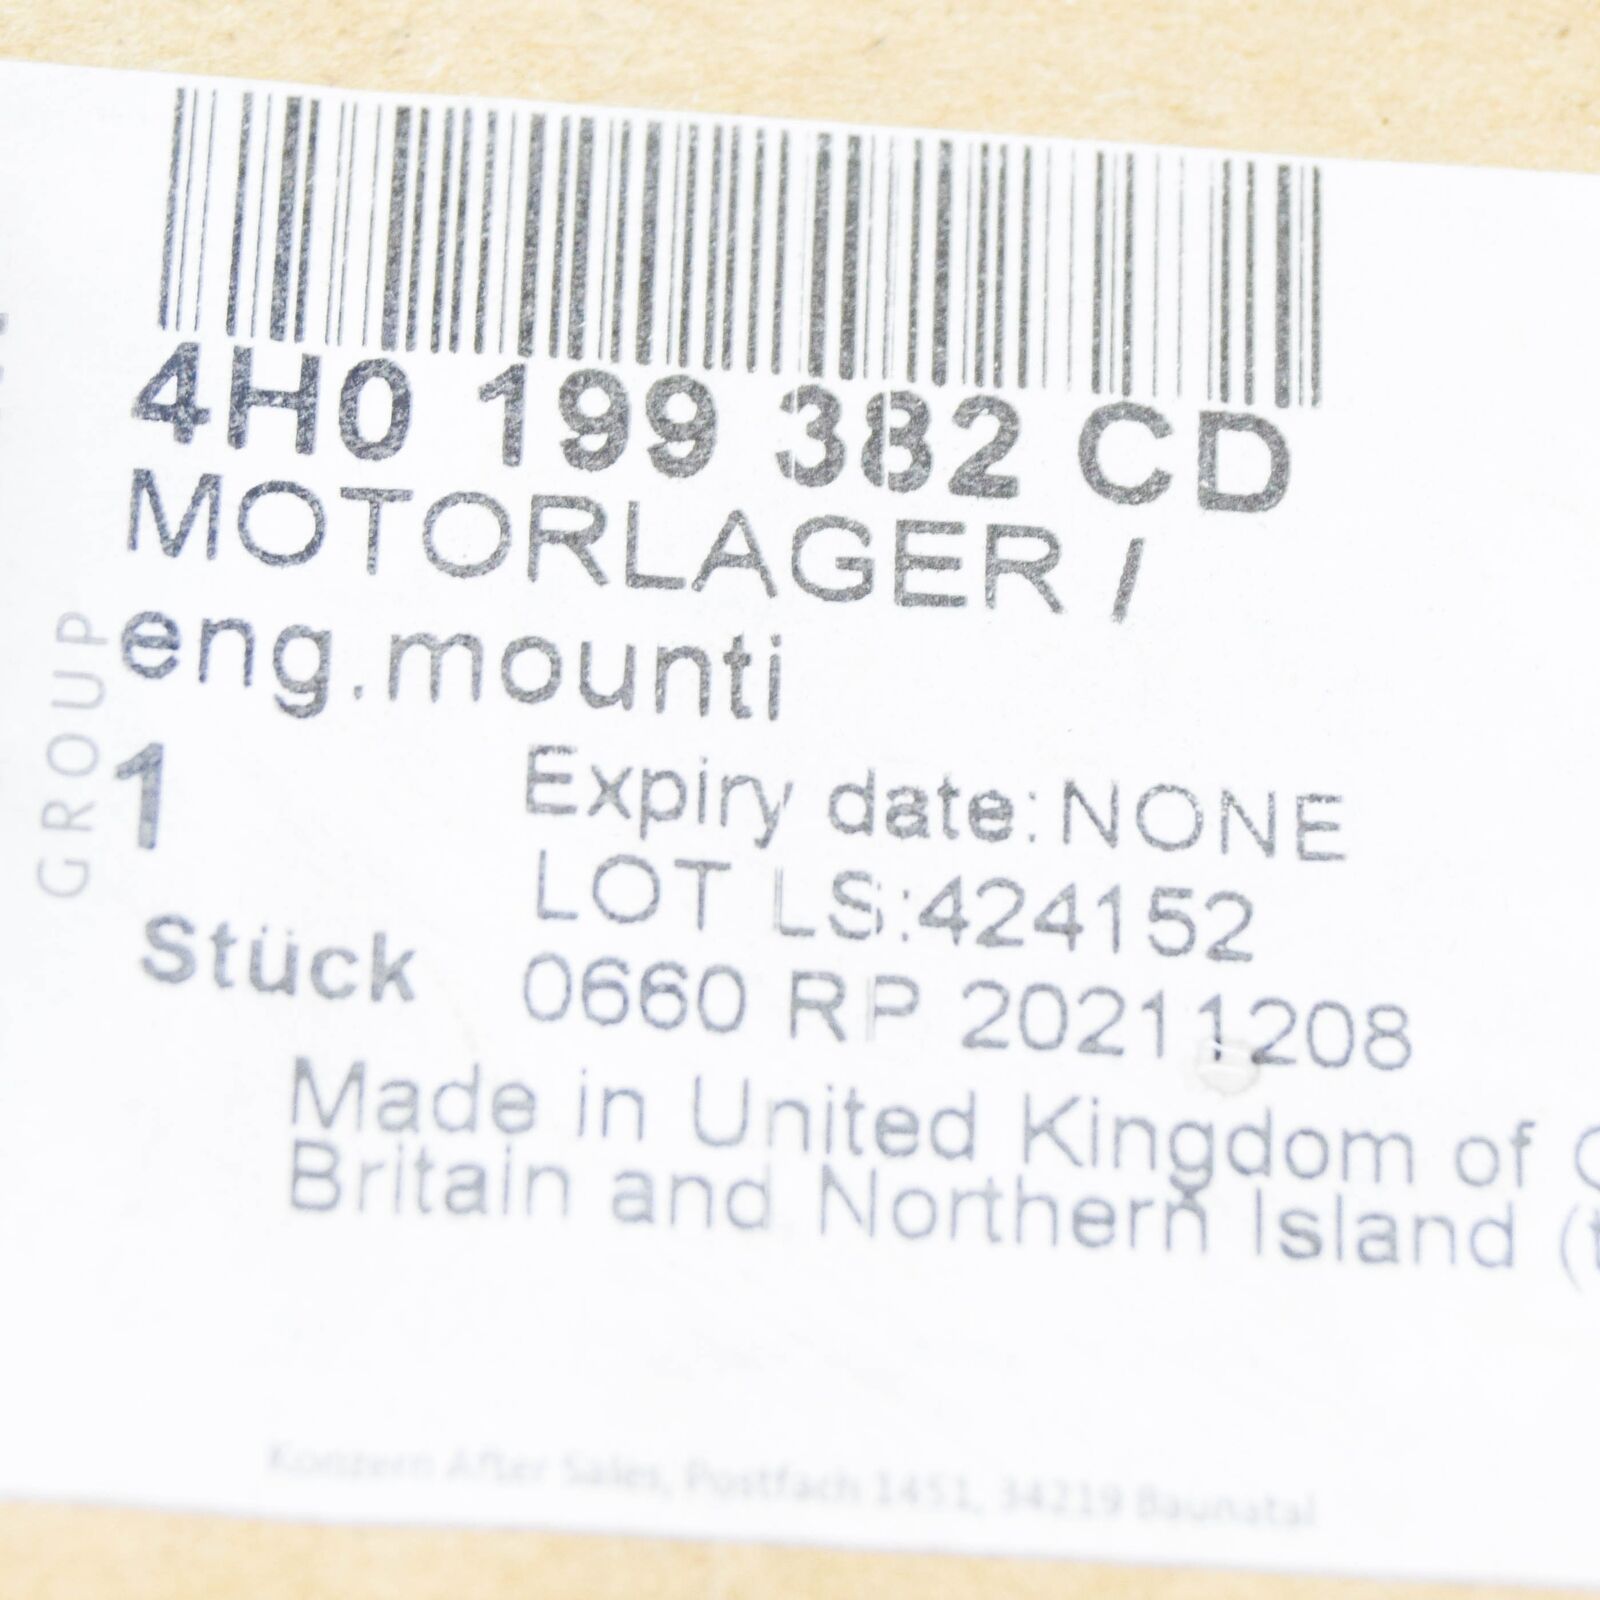 4H0 199 382 CD
MOTORLAGER /
eng.mounti
GROUP
1
Expiry date:NONE
LOT LS:424152
Stück
0660 RP 20211208
Made in United Kingdom of
Britain and Northern Island (
Konzern After Sales, Postfach 1451, 34219 Baunatal